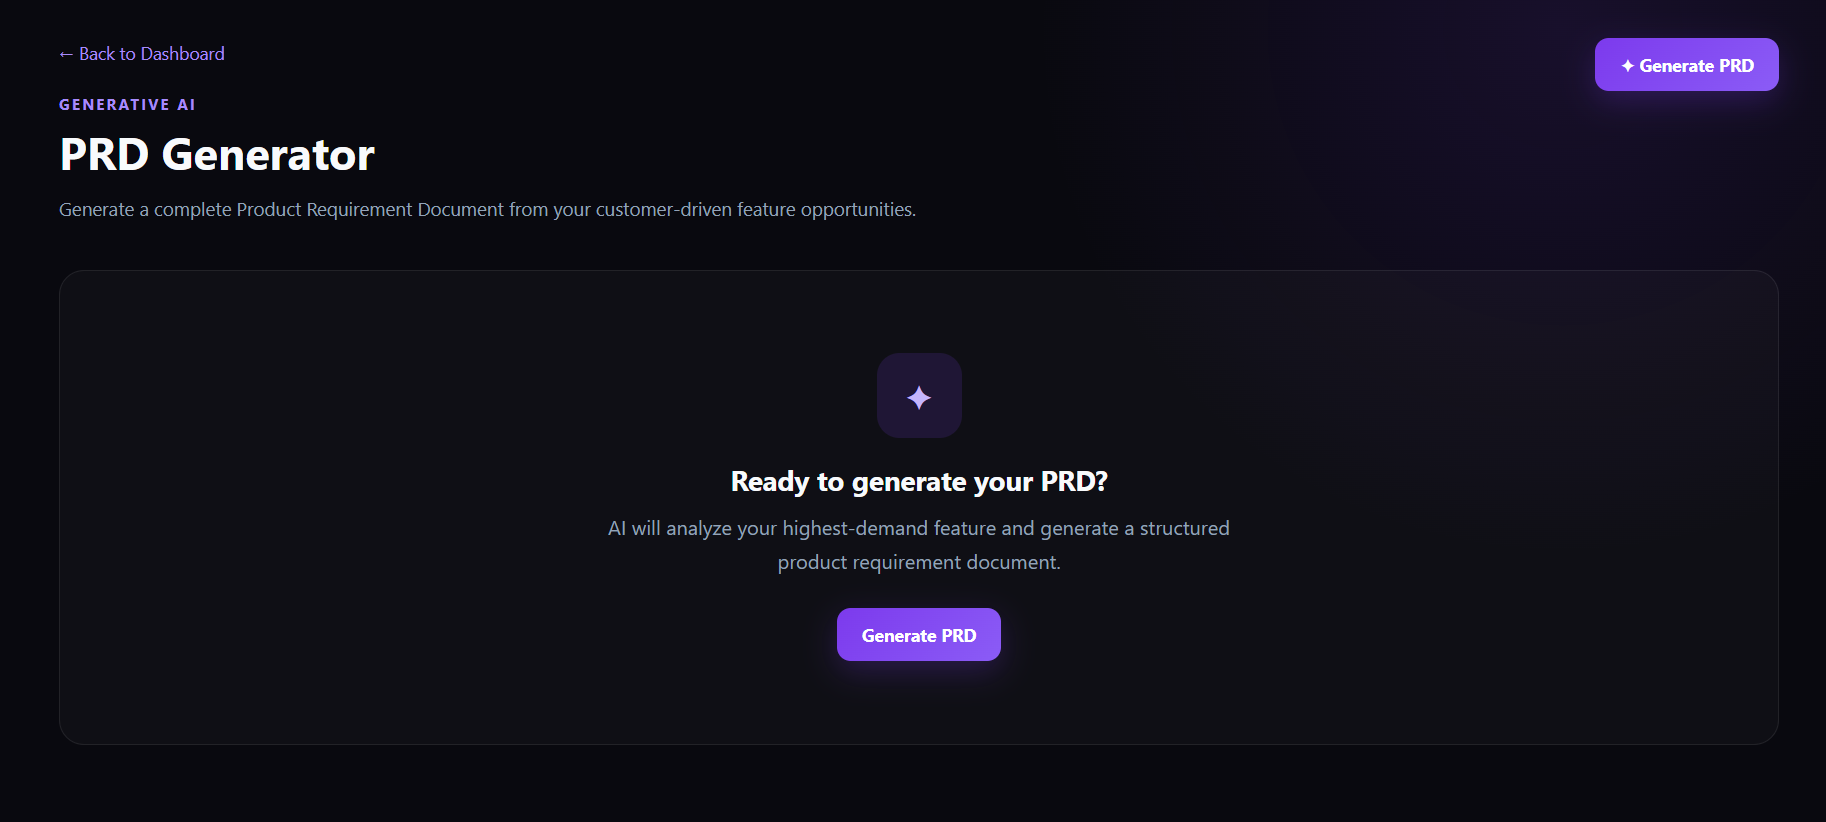 ← Back to Dashboard
✦ Generate PRD
GENERATIVE AI
PRD Generator
Generate a complete Product Requirement Document from your customer-driven feature opportunities.
✦
Ready to generate your PRD?
AI will analyze your highest-demand feature and generate a structured
product requirement document.
Generate PRD